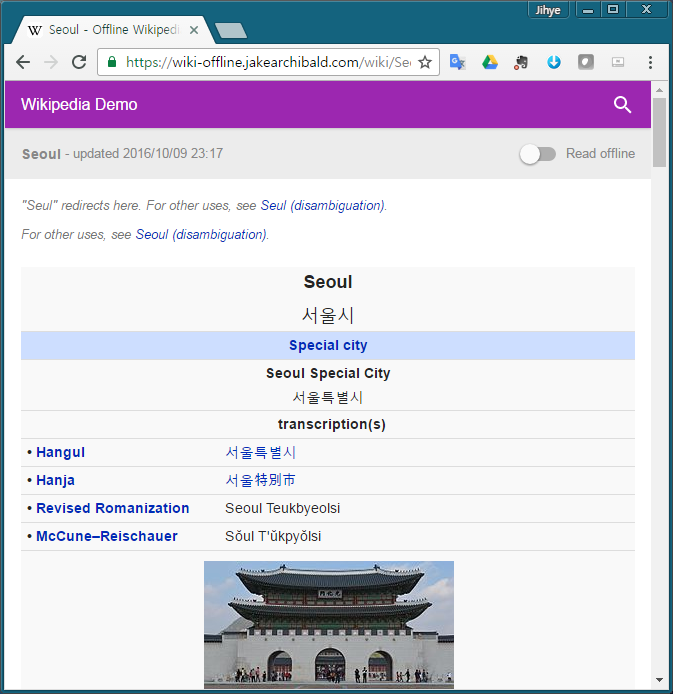 Jihye
Seoul - Offline Wikipedi
https://wiki-offline.jakearchibald.com/wiki/Se
Wikipedia Demo
Seoul - updated 2016/10/09 23:17
Read offline
"Seul" redirects here. For other uses, see Seul (disambiguation).
For other uses, see Seoul (disambiguation).
Seoul
서울시
Special city
Seoul Special City
서울특별시
transcription(s)
• Hangul 서울특별시
• Hanja 서울特別市
• Revised Romanization Seoul Teukbyeolsi
• McCune–Reischauer Sŏul T'ŭkpyŏlsi